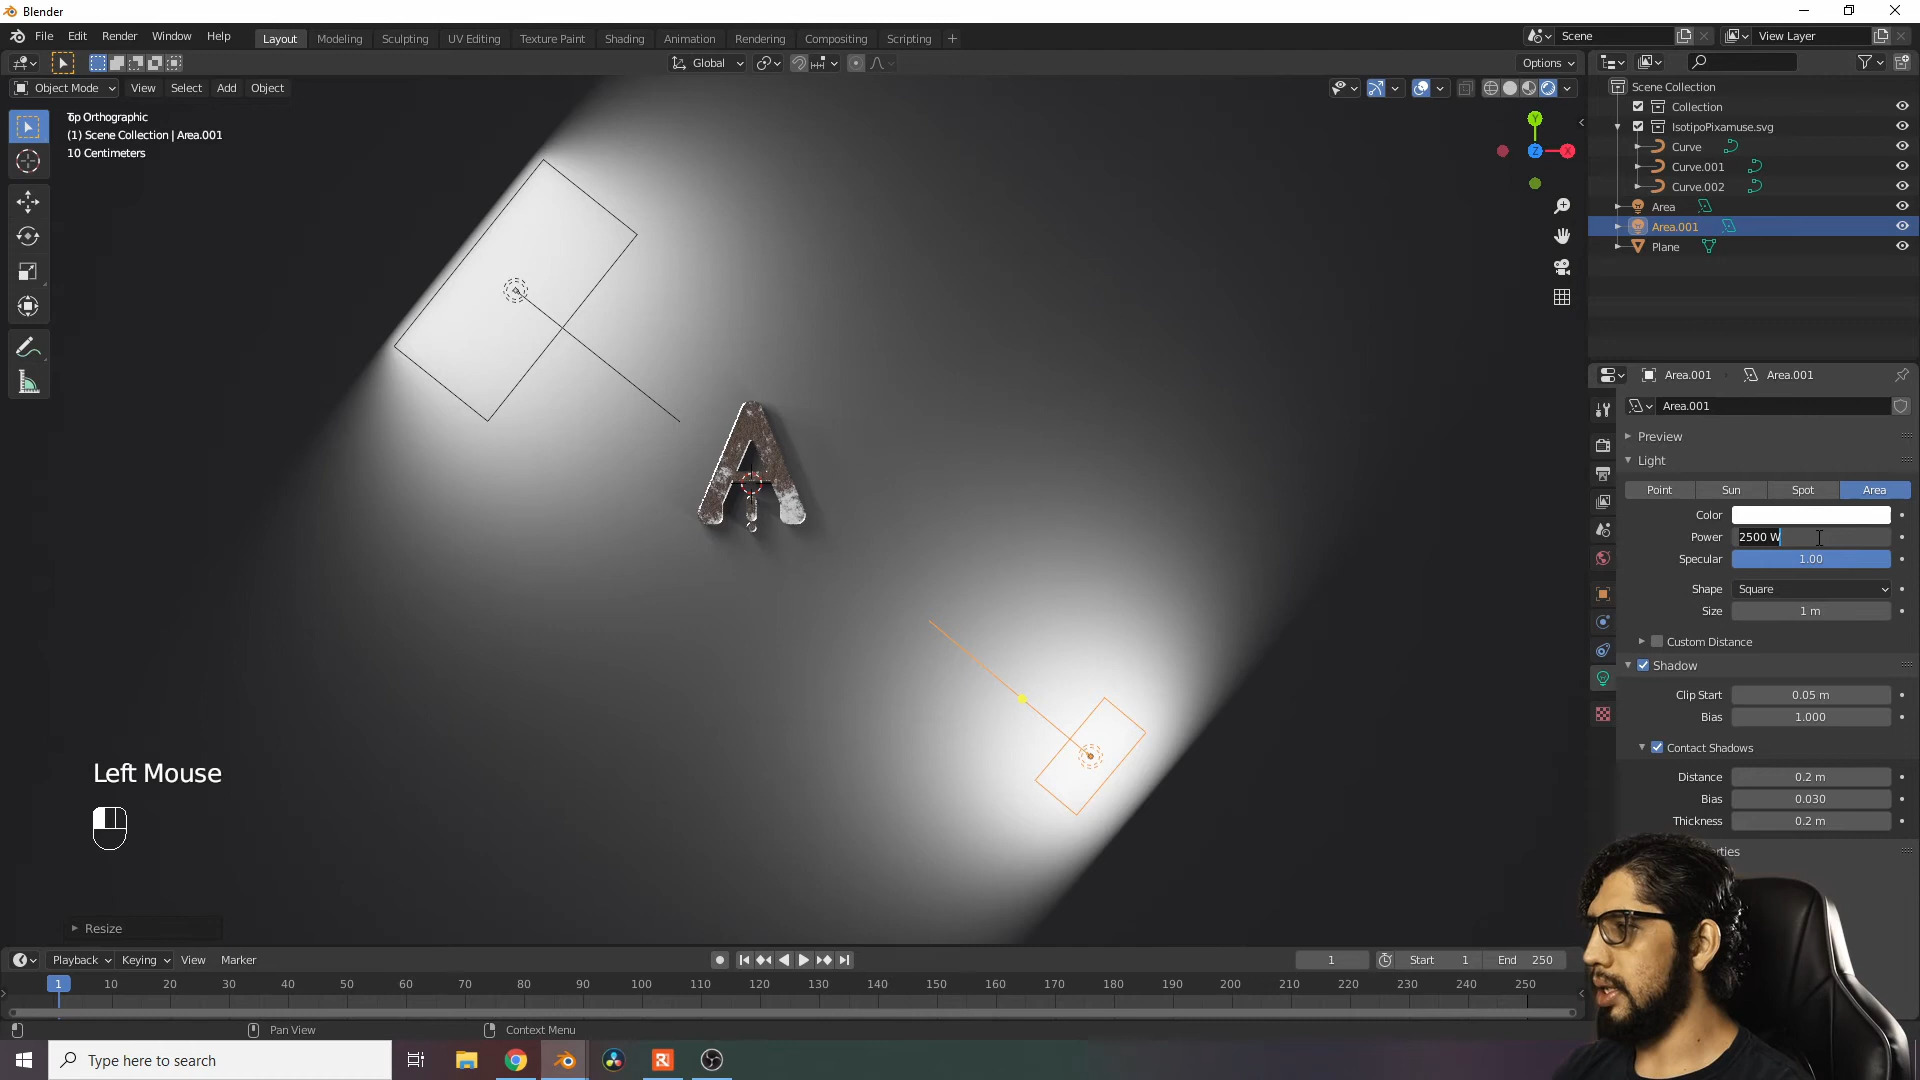 Blender
File Edit Render Window Help
Layout Modeling Sculpting UV Editing Texture Paint Shading Animation Rendering Compositing Scripting +
Scene
View Layer
Global
Options
Object Mode View Select Add Object
Top Orthographic
(1) Scene Collection | Area.001
10 Centimeters
Y
Z
X
Scene Collection
Collection
IsotipoPixamuse.svg
Curve
Curve.001
Curve.002
Area
Area.001
Plane
Area.001 Area.001
Area.001
Preview
Light
Point Sun Spot Area
Color
Power 2500 W
Specular 1.00
Shape Square
Size 1 m
Custom Distance
Shadow
Clip Start 0.05 m
Bias 1.000
Contact Shadows
Distance 0.2 m
Bias 0.030
Thickness 0.2 m
A
Left Mouse
Resize
Playback Keying View Marker
1 Start 1 End 250
1 10 20 30 40 50 60 70 80 90 100 110 120 130 140 150 160 170 180 190 200 210 220 230 240 250
Pan View Context Menu
Type here to search